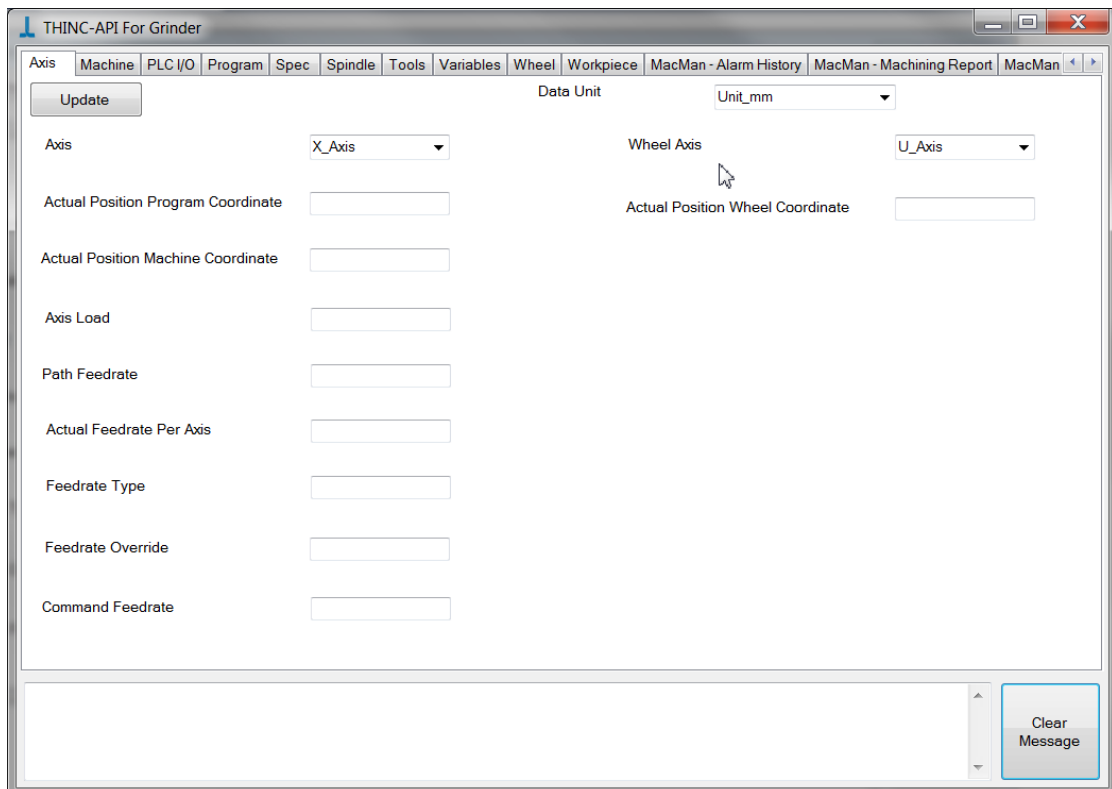 THINC-API For Grinder
Axis Machine PLC I/O Program Spec Spindle Tools Variables Wheel Workpiece MacMan - Alarm History MacMan - Machining Report MacMan
Update Data Unit Unit_mm
Axis X_Axis Wheel Axis U_Axis
Actual Position Program Coordinate Actual Position Wheel Coordinate
Actual Position Machine Coordinate
Axis Load
Path Feedrate
Actual Feedrate Per Axis
Feedrate Type
Feedrate Override
Command Feedrate
Clear
Message